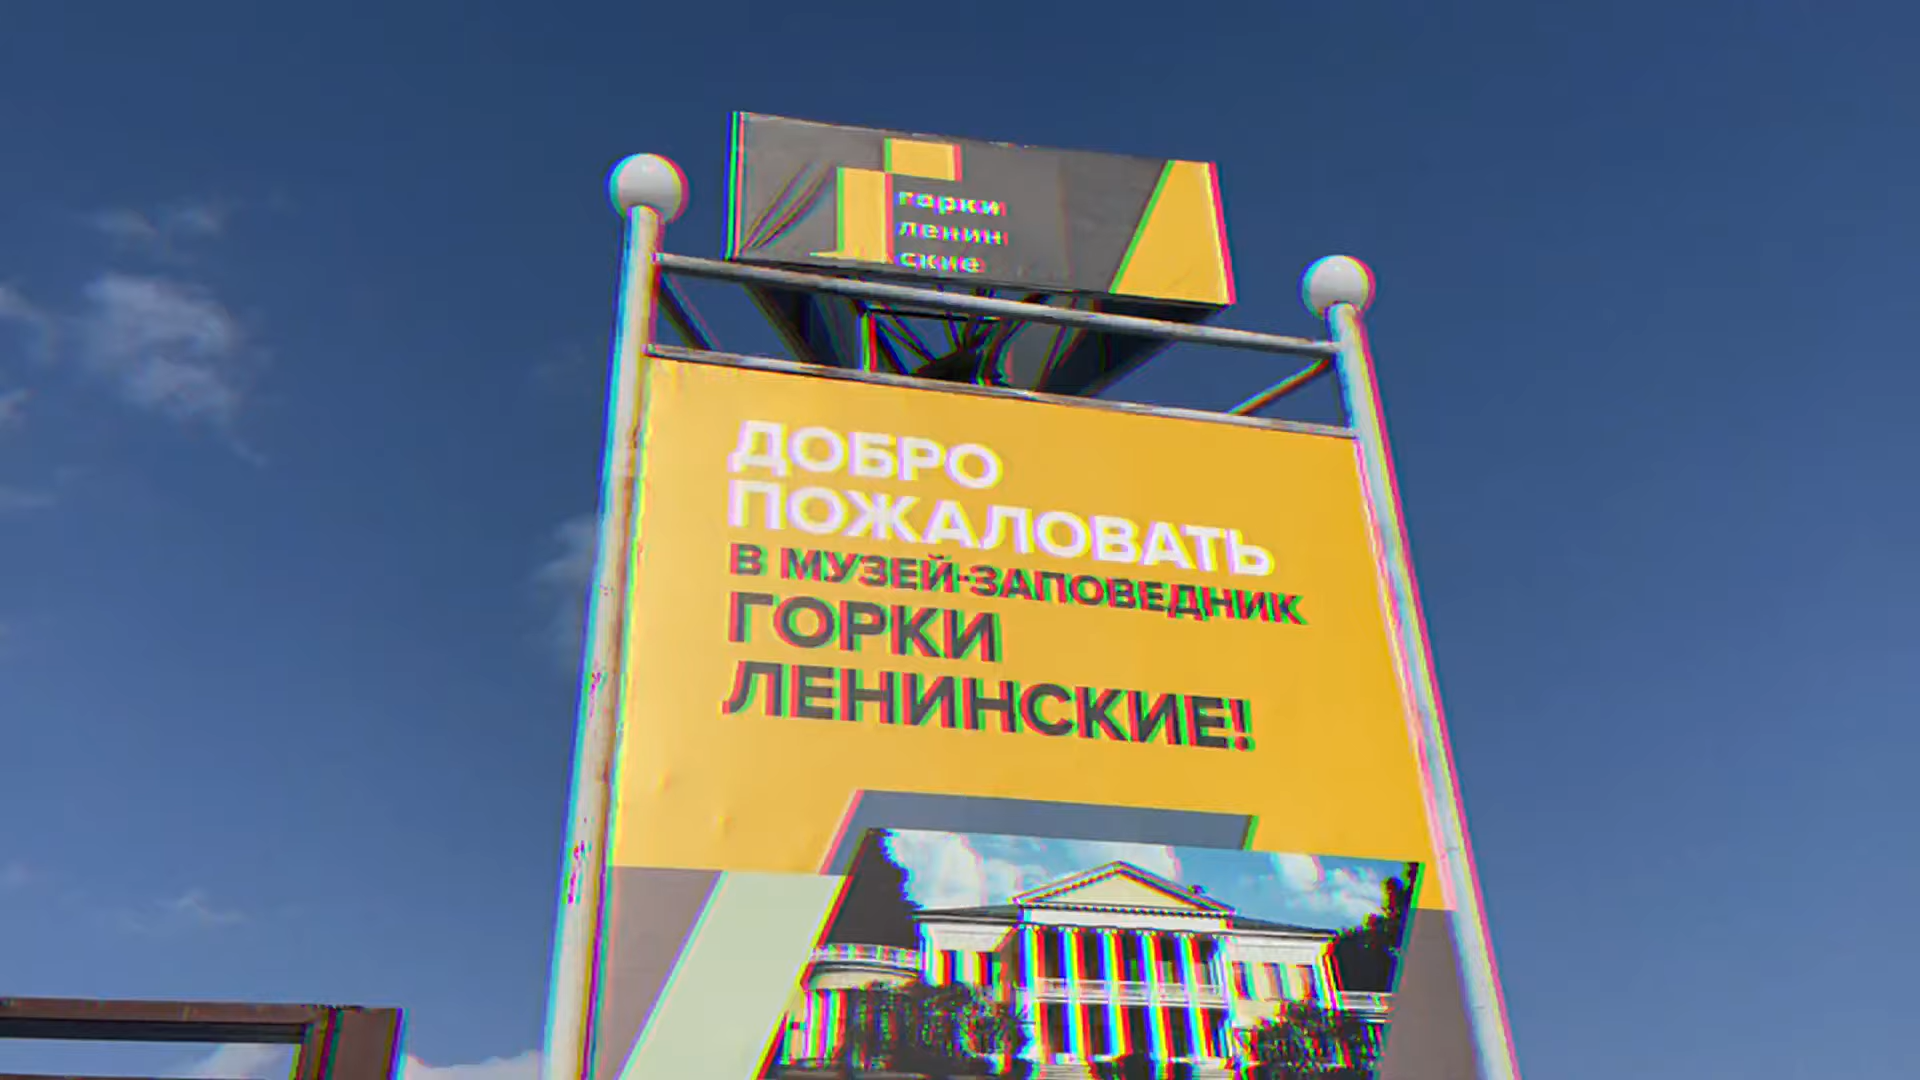 горки
ленин
ские
ДОБРО
ПОЖАЛОВАТЬ
В МУЗЕЙ-ЗАПОВЕДНИК
ГОРКИ
ЛЕНИНСКИЕ!